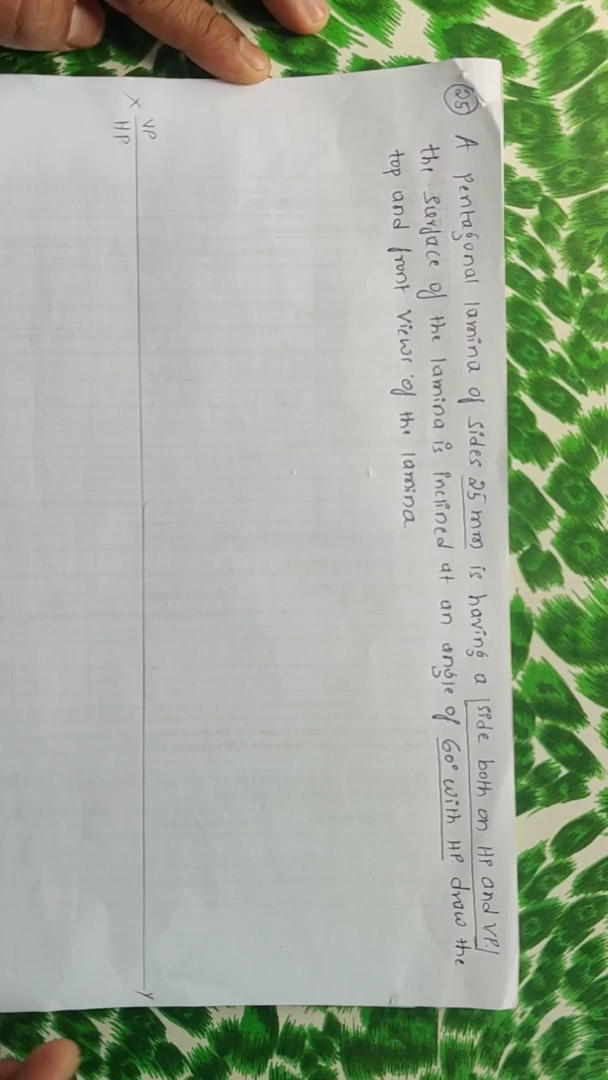 25 A pentagonal lamina of sides 25 mm is having a side both on HP and VP.
the surface of the lamina is inclined at an angle of 60° with HP draw the
top and front views of the lamina
VP
X Y
HP